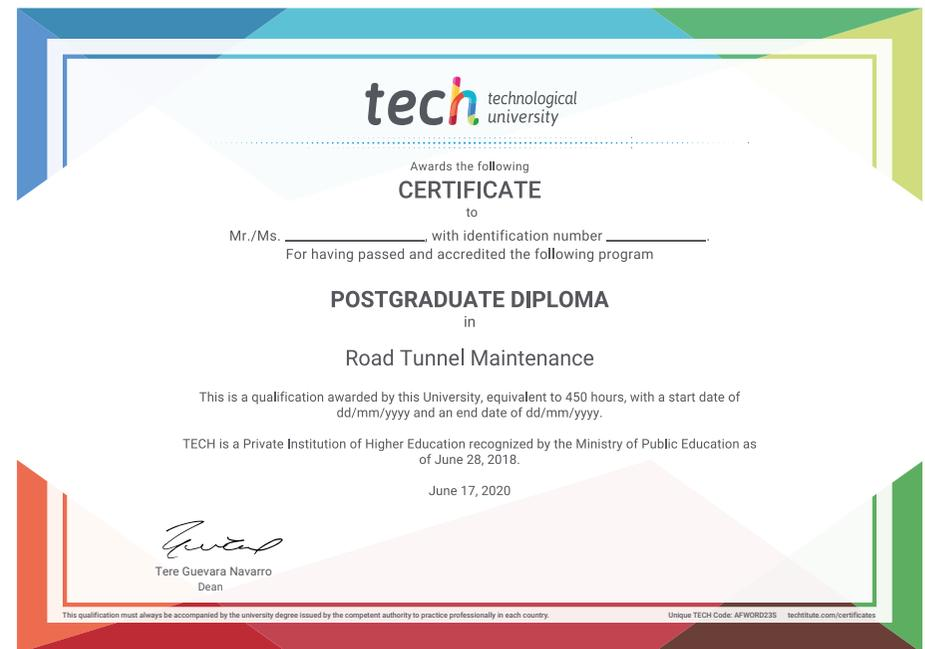 tech technological
university
Awards the following
CERTIFICATE
to
Mr./Ms. ____________________, with identification number ______________.
For having passed and accredited the following program
POSTGRADUATE DIPLOMA
in
Road Tunnel Maintenance
This is a qualification awarded by this University, equivalent to 450 hours, with a start date of
dd/mm/yyyy and an end date of dd/mm/yyyy.
TECH is a Private Institution of Higher Education recognized by the Ministry of Public Education as
of June 28, 2018.
June 17, 2020
Tere Guevara Navarro
Dean
This qualification must always be accompanied by the university degree issued by the competent authority to practice professionally in each country.
Unique TECH Code: AFWORD23S techtitute.com/certificates